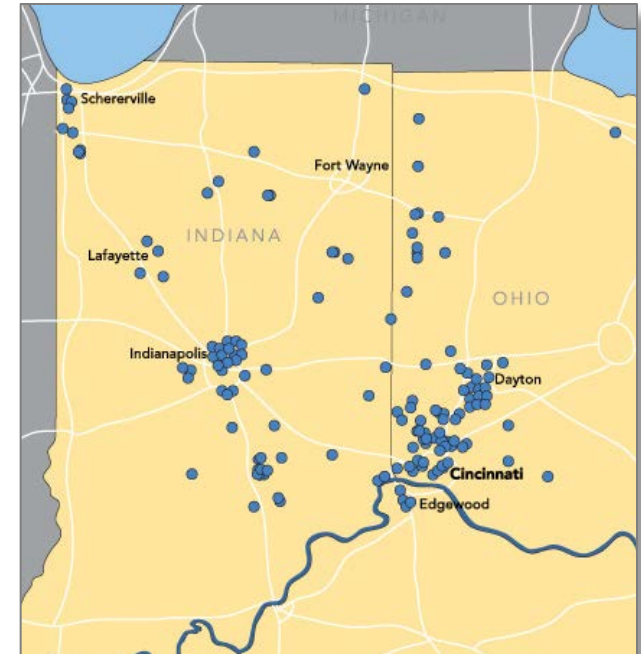 MICHIGAN
Schererville
Fort Wayne
INDIANA
Lafayette
OHIO
Indianapolis
Dayton
Cincinnati
Edgewood